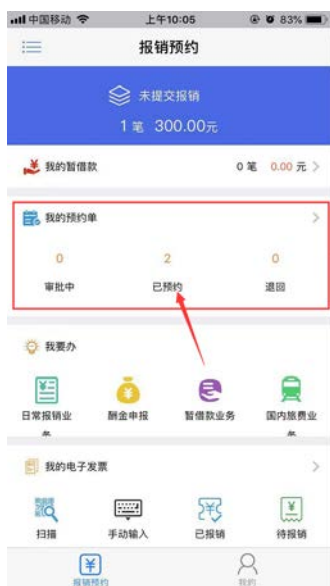 中国移动 上午10:05 83%
报销预约
未提交报销
1 笔 300.00元
我的暂借款 0 笔 0.00 元 >
我的预约单 >
0 2 0
审批中 已预约 退回
我要办
日常报销业务 酬金申报 暂借款业务 国内旅费业务
我的电子发票 >
扫描 手动输入 已报销 待报销
报销预约 我的